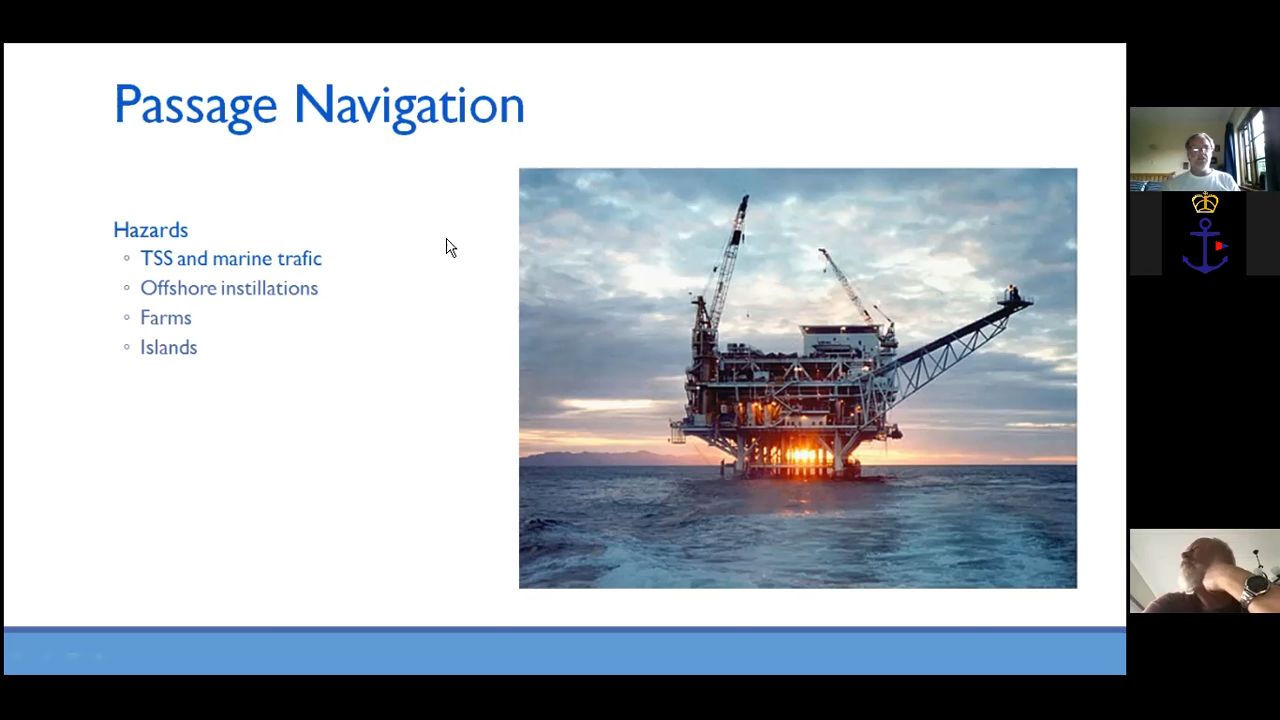 Passage Navigation
Hazards
TSS and marine trafic
Offshore instillations
Farms
Islands